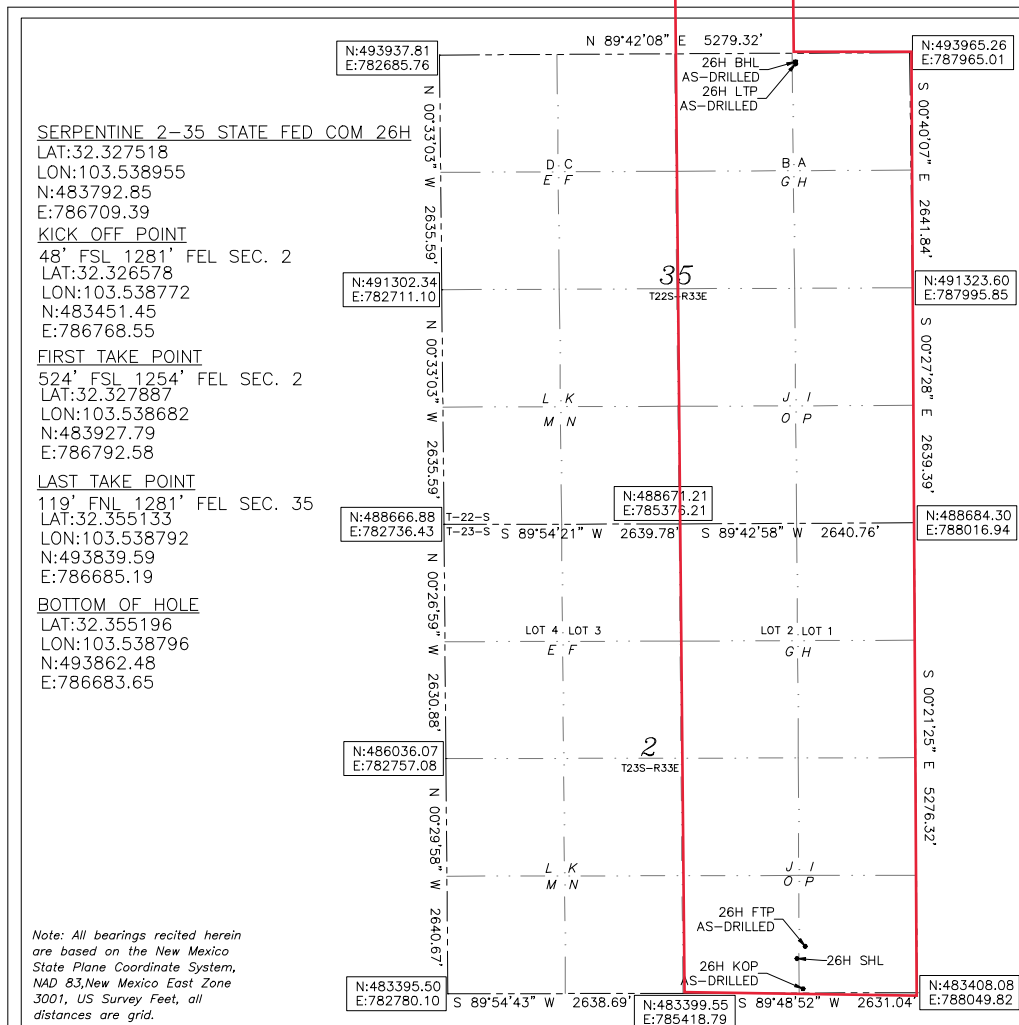 N 89°42'08" E 5279.32'
N:493937.81
E:782685.76
N:493965.26
E:787965.01
26H BHL
AS-DRILLED
26H LTP
AS-DRILLED
SERPENTINE 2-35 STATE FED COM 26H
LAT:32.327518
LON:103.538955
N:483792.85
E:786709.39
KICK OFF POINT
48' FSL 1281' FEL SEC. 2
LAT:32.326578
LON:103.538772
N:483451.45
E:786768.55
FIRST TAKE POINT
524' FSL 1254' FEL SEC. 2
LAT:32.327887
LON:103.538682
N:483927.79
E:786792.58
LAST TAKE POINT
119' FNL 1281' FEL SEC. 35
LAT:32.355133
LON:103.538792
N:493839.59
E:786685.19
BOTTOM OF HOLE
LAT:32.355196
LON:103.538796
N:493862.48
E:786683.65
N 00°33'03" W 2635.59'
D C
E F
B A
G H
S 00°40'07" E 2641.84'
N:491302.34
E:782711.10
35
T22S-R33E
N:491323.60
E:787995.85
N 00°33'03" W 2635.59'
L K
M N
J I
O P
S 00°27'28" E 2639.39'
N:488671.21
E:785376.21
N:488666.88
E:782736.43
T-22-S
T-23-S
S 89°54'21" W 2639.78'
S 89°42'58" W 2640.76'
N:488684.30
E:788016.94
N 00°26'59" W 2630.88'
LOT 4 LOT 3
E F
LOT 2 LOT 1
G H
S 00°21'25" E 5276.32'
N:486036.07
E:782757.08
2
T23S-R33E
N 00°29'58" W 2640.67'
L K
M N
J I
O P
26H FTP
AS-DRILLED
26H SHL
26H KOP
AS-DRILLED
Note: All bearings recited herein
are based on the New Mexico
State Plane Coordinate System,
NAD 83,New Mexico East Zone
3001, US Survey Feet, all
distances are grid.
N:483395.50
E:782780.10
S 89°54'43" W 2638.69'
N:483399.55
E:785418.79
S 89°48'52" W 2631.04'
N:483408.08
E:788049.82